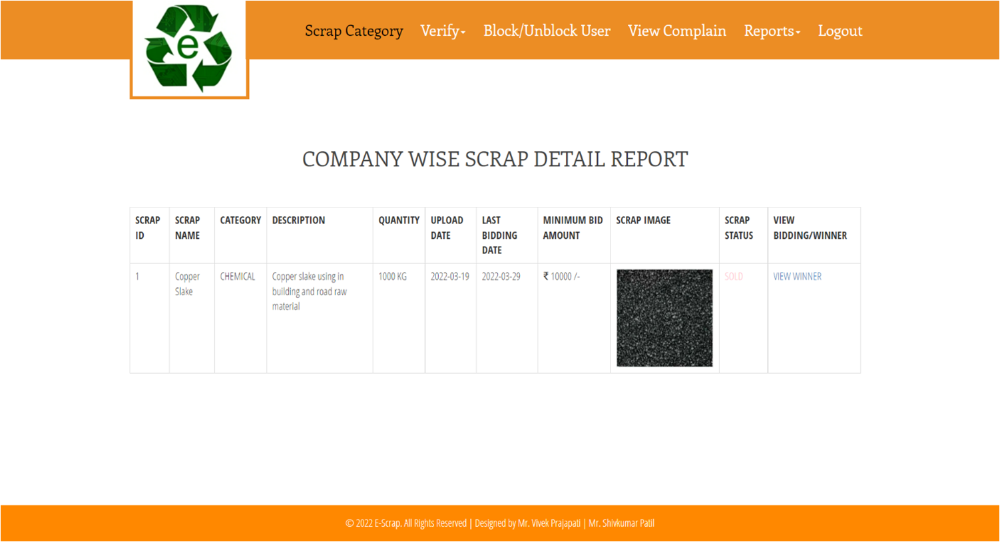 e
Scrap Category Verify Block/Unblock User View Complain Reports Logout
COMPANY WISE SCRAP DETAIL REPORT
SCRAP ID SCRAP NAME CATEGORY DESCRIPTION QUANTITY UPLOAD DATE LAST BIDDING DATE MINIMUM BID AMOUNT SCRAP IMAGE SCRAP STATUS VIEW BIDDING/WINNER
1 Copper Slake CHEMICAL Copper slake using in building and road raw material 1000 KG 2022-03-19 2022-03-29 ₹ 10000 /- SOLD VIEW WINNER
© 2022 E-Scrap. All Rights Reserved | Designed by Mr. Vivek Prajapati | Mr. Shivkumar Patil